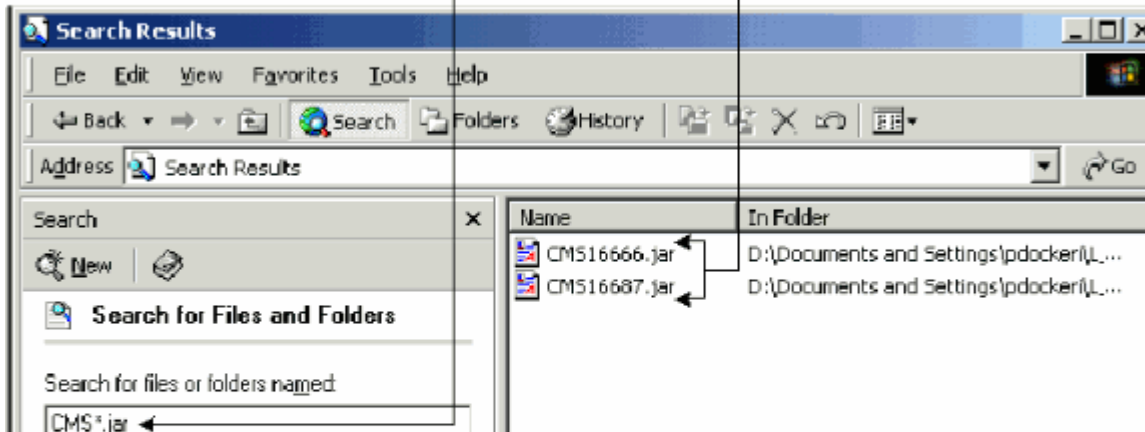 Search Results
File Edit View Favorites Tools Help
Back Search Folders History
Address Search Results Go
Search
New
Search for Files and Folders
Search for files or folders named:
CMS*.jar
Name In Folder
CMS16666.jar D:\Documents and Settings\pdockeri\L...
CMS16687.jar D:\Documents and Settings\pdockeri\L...